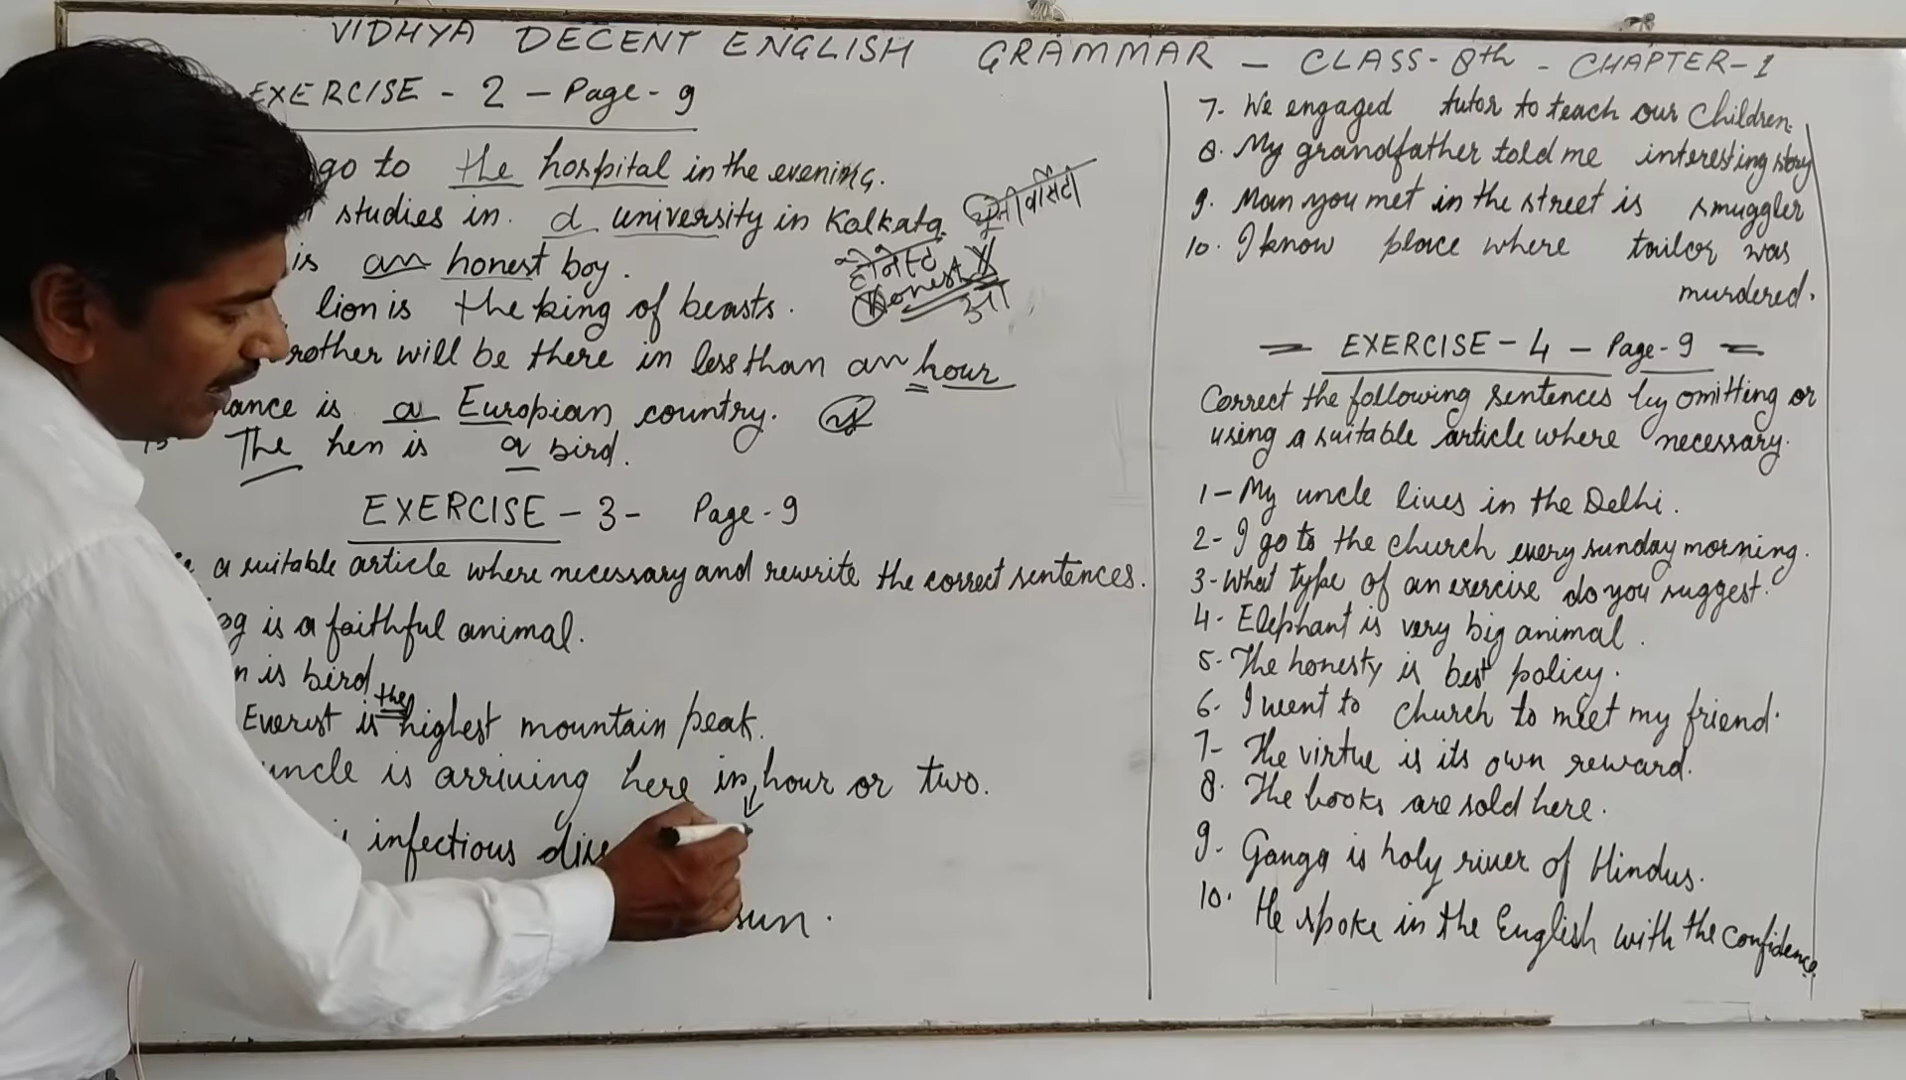 VIDHYA DECENT ENGLISH GRAMMAR - CLASS-8th - CHAPTER-1
EXERCISE - 2 - Page - 9
go to the hospital in the evening.
studies in a university in Kolkata. यूनीवर्सिटी
is an honest boy. होनेस्ट
lion is the king of beasts. Honest
rother will be there in less than an hour
ance is a Europian country.
The hen is a bird.
EXERCISE - 3 - Page - 9
a suitable article where necessary and rewrite the correct sentences.
og is a faithful animal.
n is bird
the
Everest is highest mountain peak.
uncle is arriving here in hour or two.
infectious dise
sun.
7. We engaged tutor to teach our children.
8. My grandfather told me interesting story
9. Man you met in the street is smuggler
10. I know place where tailor was
murdered.
= EXERCISE - 4 - Page - 9 =
Correct the following sentences by omitting or
using a suitable article where necessary.
1- My uncle lives in the Delhi.
2- I go to the church every sunday morning.
3- What type of an exercise do you suggest.
4- Elephant is very big animal.
5- The honesty is best policy.
6- I went to church to meet my friend.
7- The virtue is its own reward.
8. The books are sold here.
9- Ganga is holy river of Hindus.
10. He spoke in the English with the confidence.